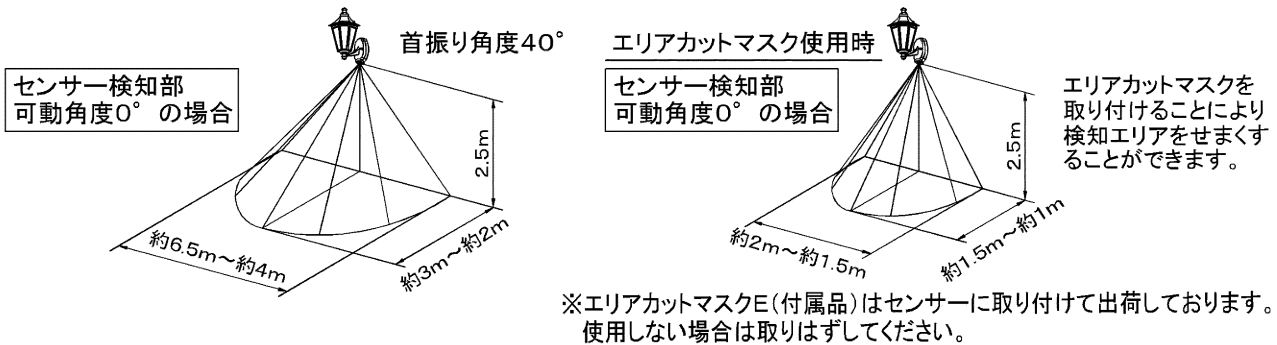 首振り角度40°
センサー検知部
可動角度0°の場合
2.5m
約6.5m～約4m
約3m～約2m
エリアカットマスク使用時
センサー検知部
可動角度0°の場合
2.5m
約2m～約1.5m
約1.5m～約1m
エリアカットマスクを
取り付けることにより
検知エリアをせまくす
ることができます。
※エリアカットマスクE(付属品)はセンサーに取り付けて出荷しております。
使用しない場合は取りはずしてください。